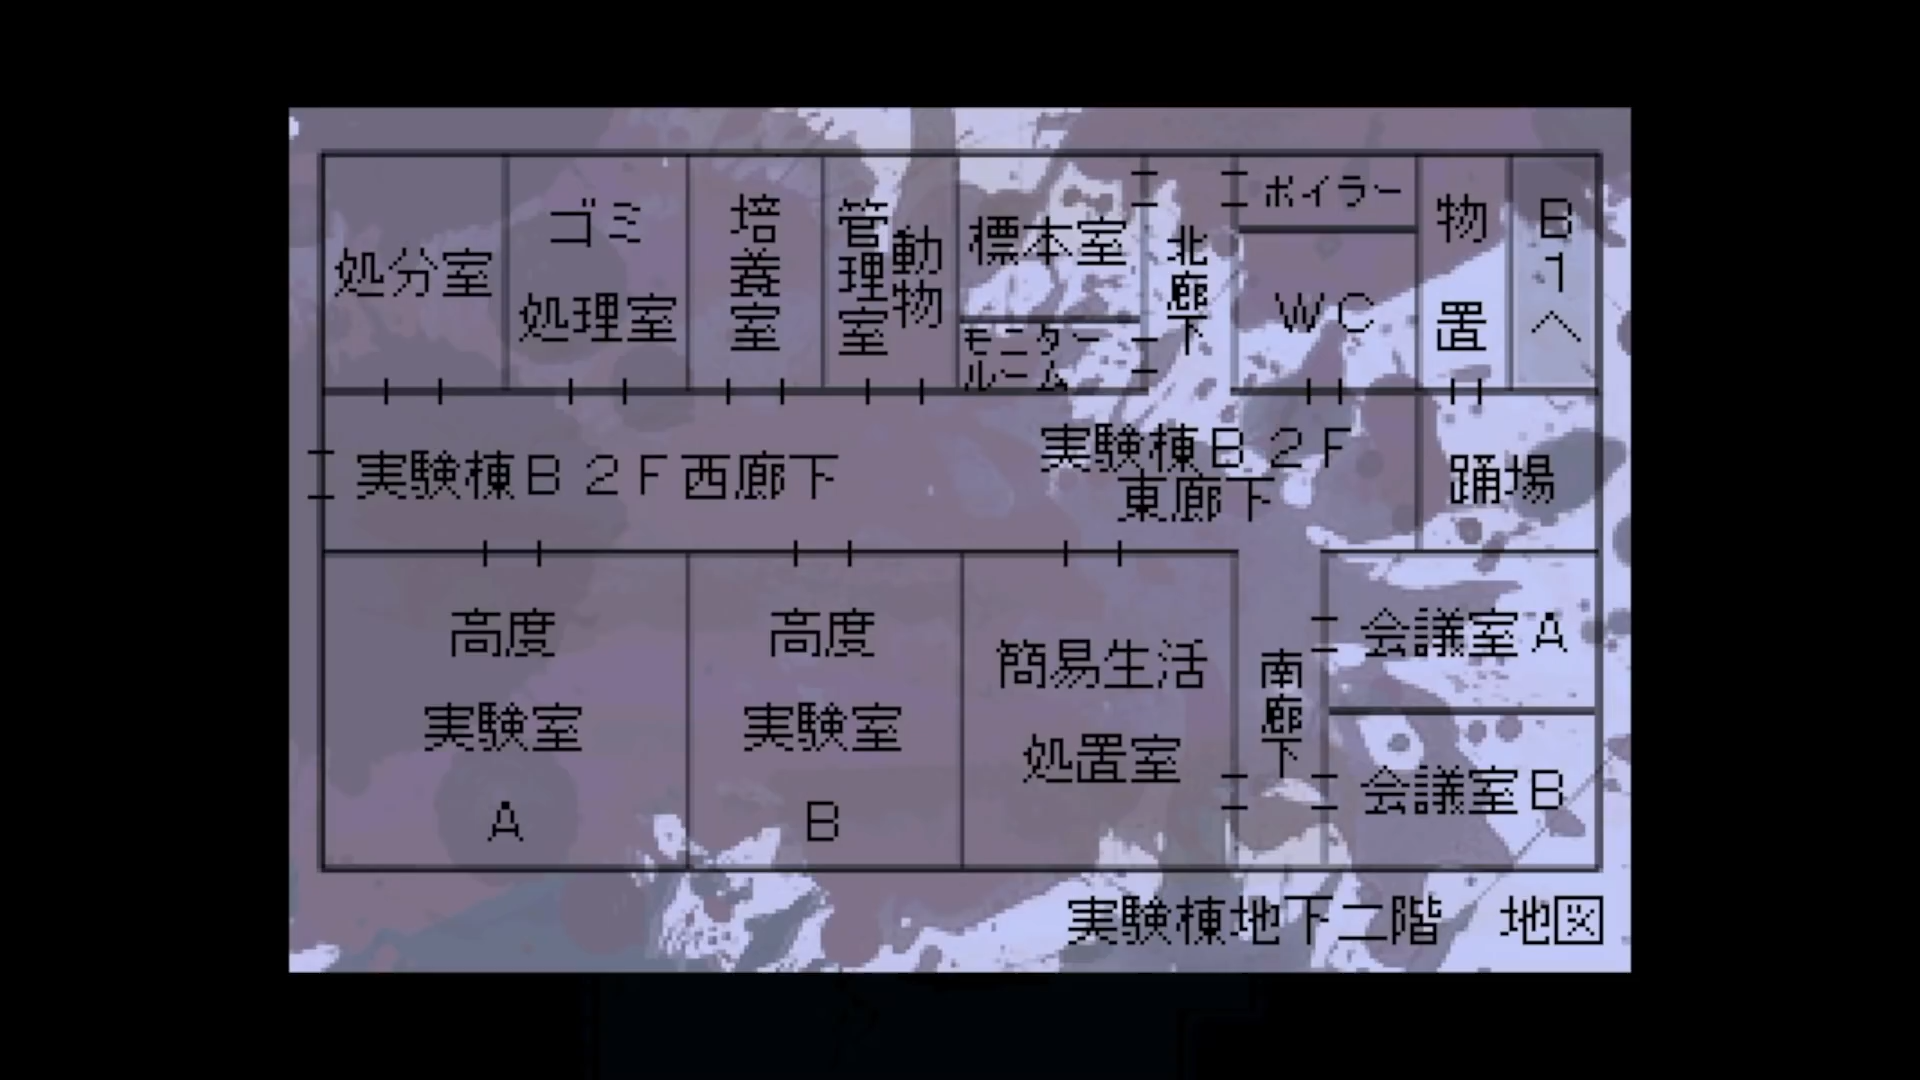 処分室
ゴミ
処理室
培養室
動物
管理室
標本室
モニター
ルーム
北廊下
ボイラー
WC
物置
B1へ
実験棟B2F西廊下
実験棟B2F
東廊下
踊場
高度
実験室
A
高度
実験室
B
簡易生活
処置室
南廊下
会議室A
会議室B
実験棟地下二階 地図